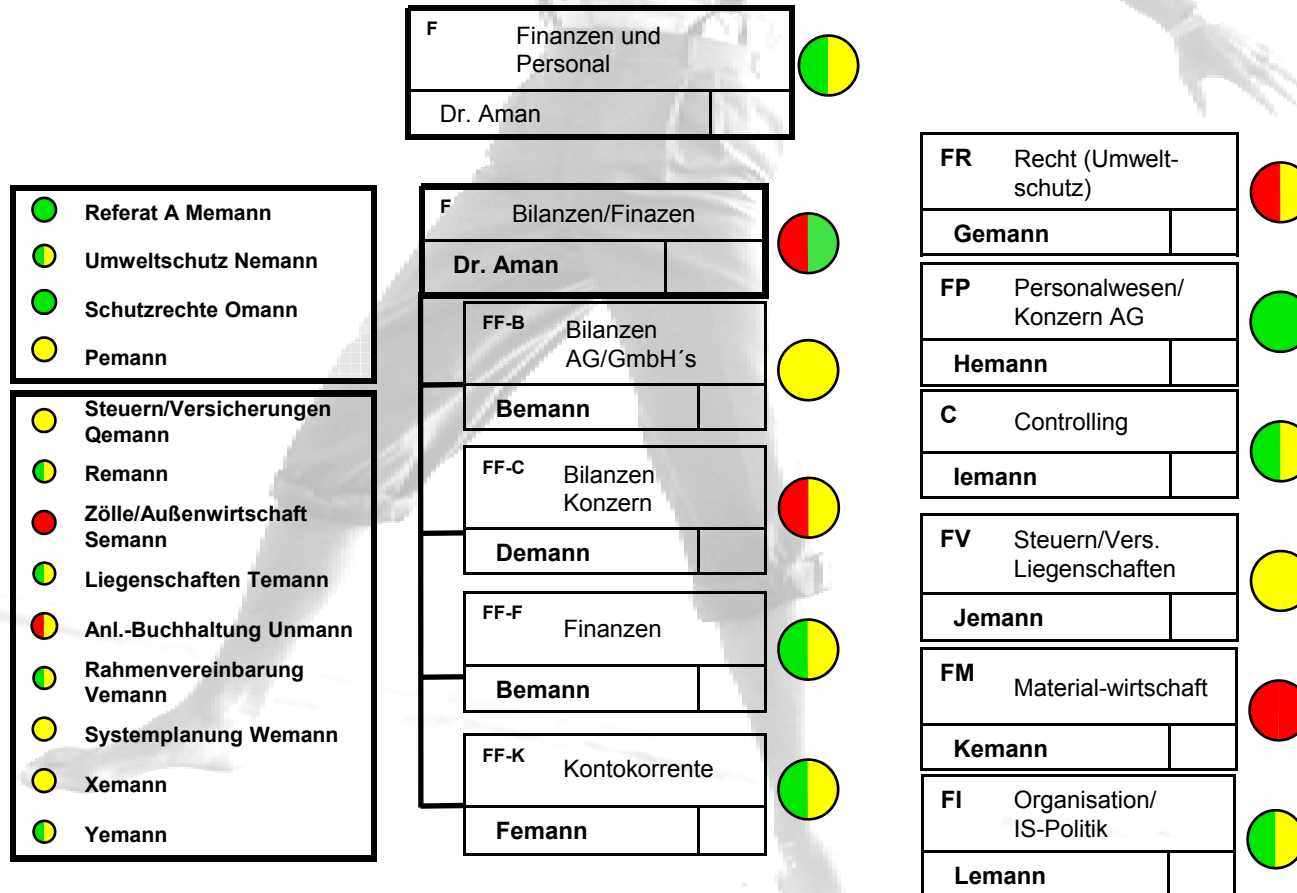 F
Finanzen und
Personal
Dr. Aman
Referat A Memann
Umweltschutz Nemann
Schutzrechte Omann
Pemann
Steuern/Versicherungen
Qemann
Remann
Zölle/Außenwirtschaft
Semann
Liegenschaften Temann
Anl.-Buchhaltung Unmann
Rahmenvereinbarung
Vemann
Systemplanung Wemann
Xemann
Yemann
F
Bilanzen/Finazen
Dr. Aman
FF-B
Bilanzen
AG/GmbH´s
Bemann
FF-C
Bilanzen
Konzern
Demann
FF-F
Finanzen
Bemann
FF-K
Kontokorrente
Femann
FR Recht (Umwelt-
schutz)
Gemann
FP Personalwesen/
Konzern AG
Hemann
C Controlling
Iemann
FV Steuern/Vers.
Liegenschaften
Jemann
FM
Material-wirtschaft
Kemann
FI Organisation/
IS-Politik
Lemann